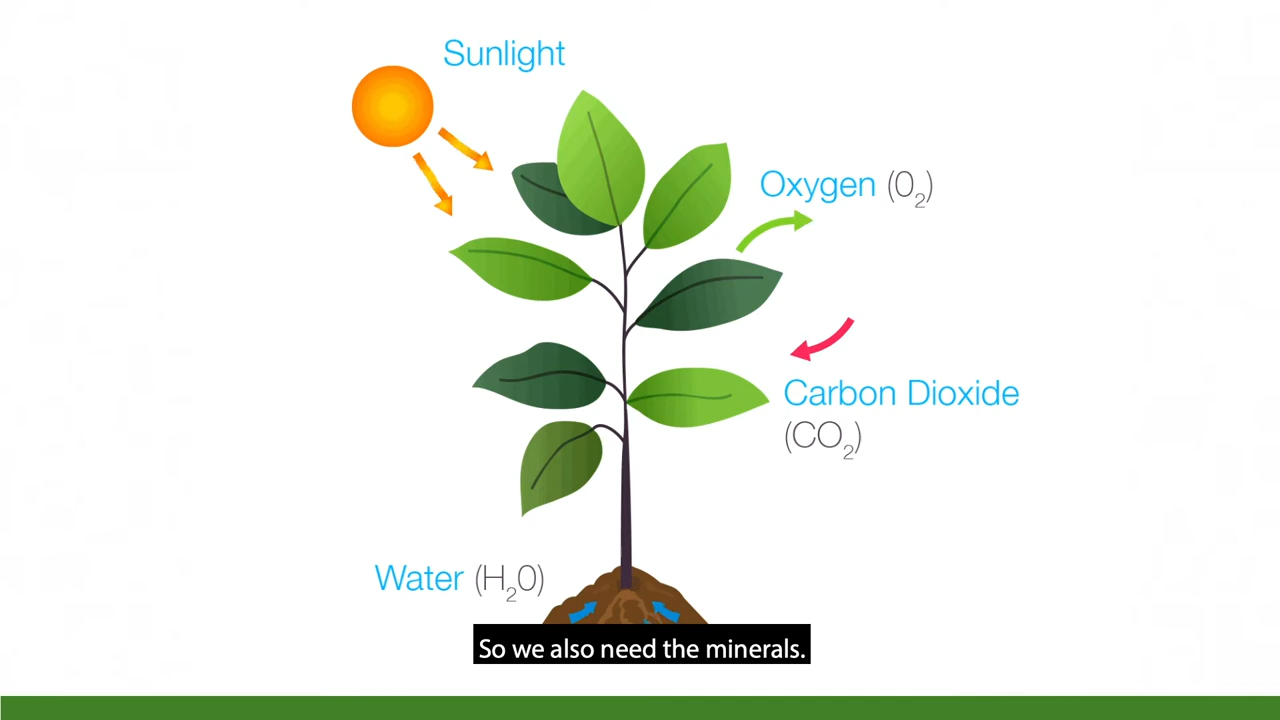 Sunlight
Oxygen (O₂)
Carbon Dioxide
(CO₂)
Water (H₂O)
So we also need the minerals.